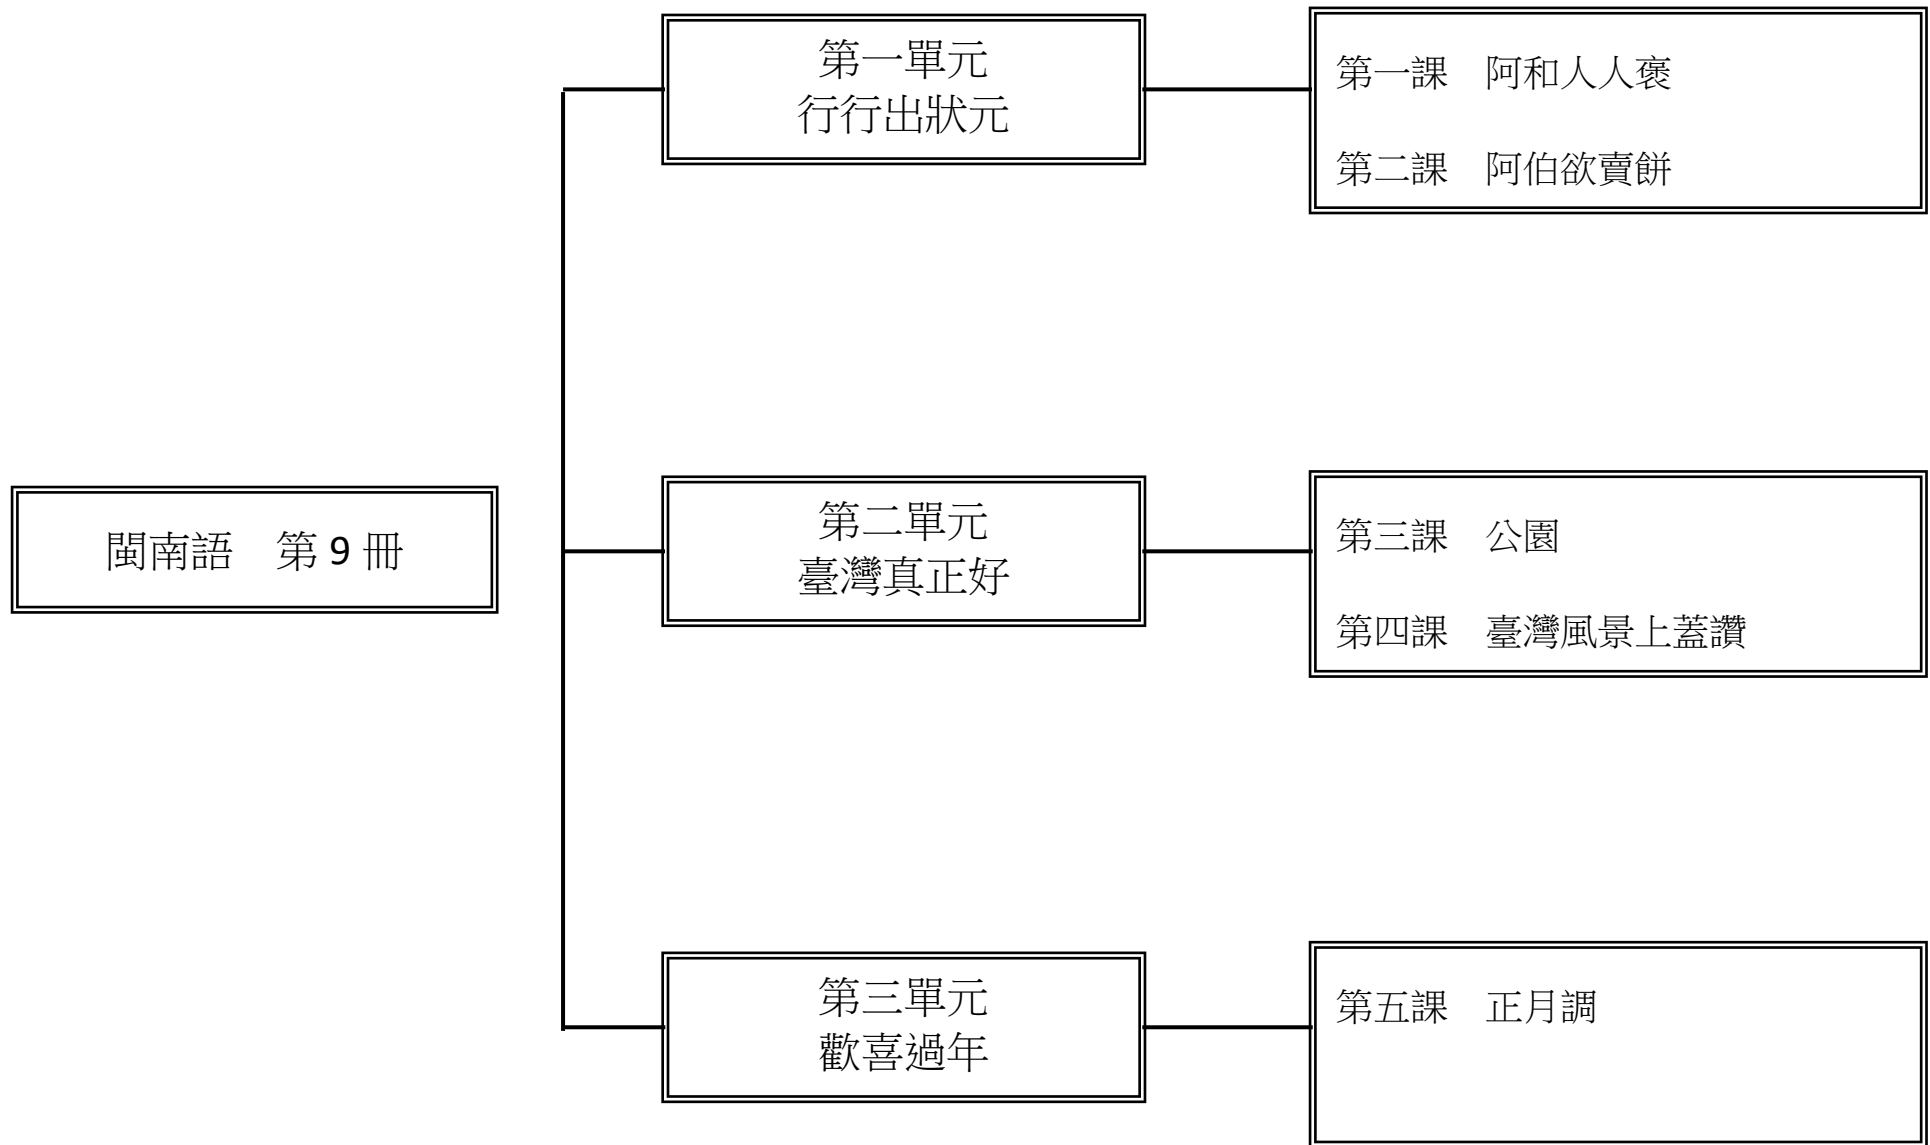 閩南語　第 9 冊
第一單元
行行出狀元
第一課　阿和人人褒
第二課　阿伯欲賣餅
第二單元
臺灣真正好
第三課　公園
第四課　臺灣風景上蓋讚
第三單元
歡喜過年
第五課　正月調